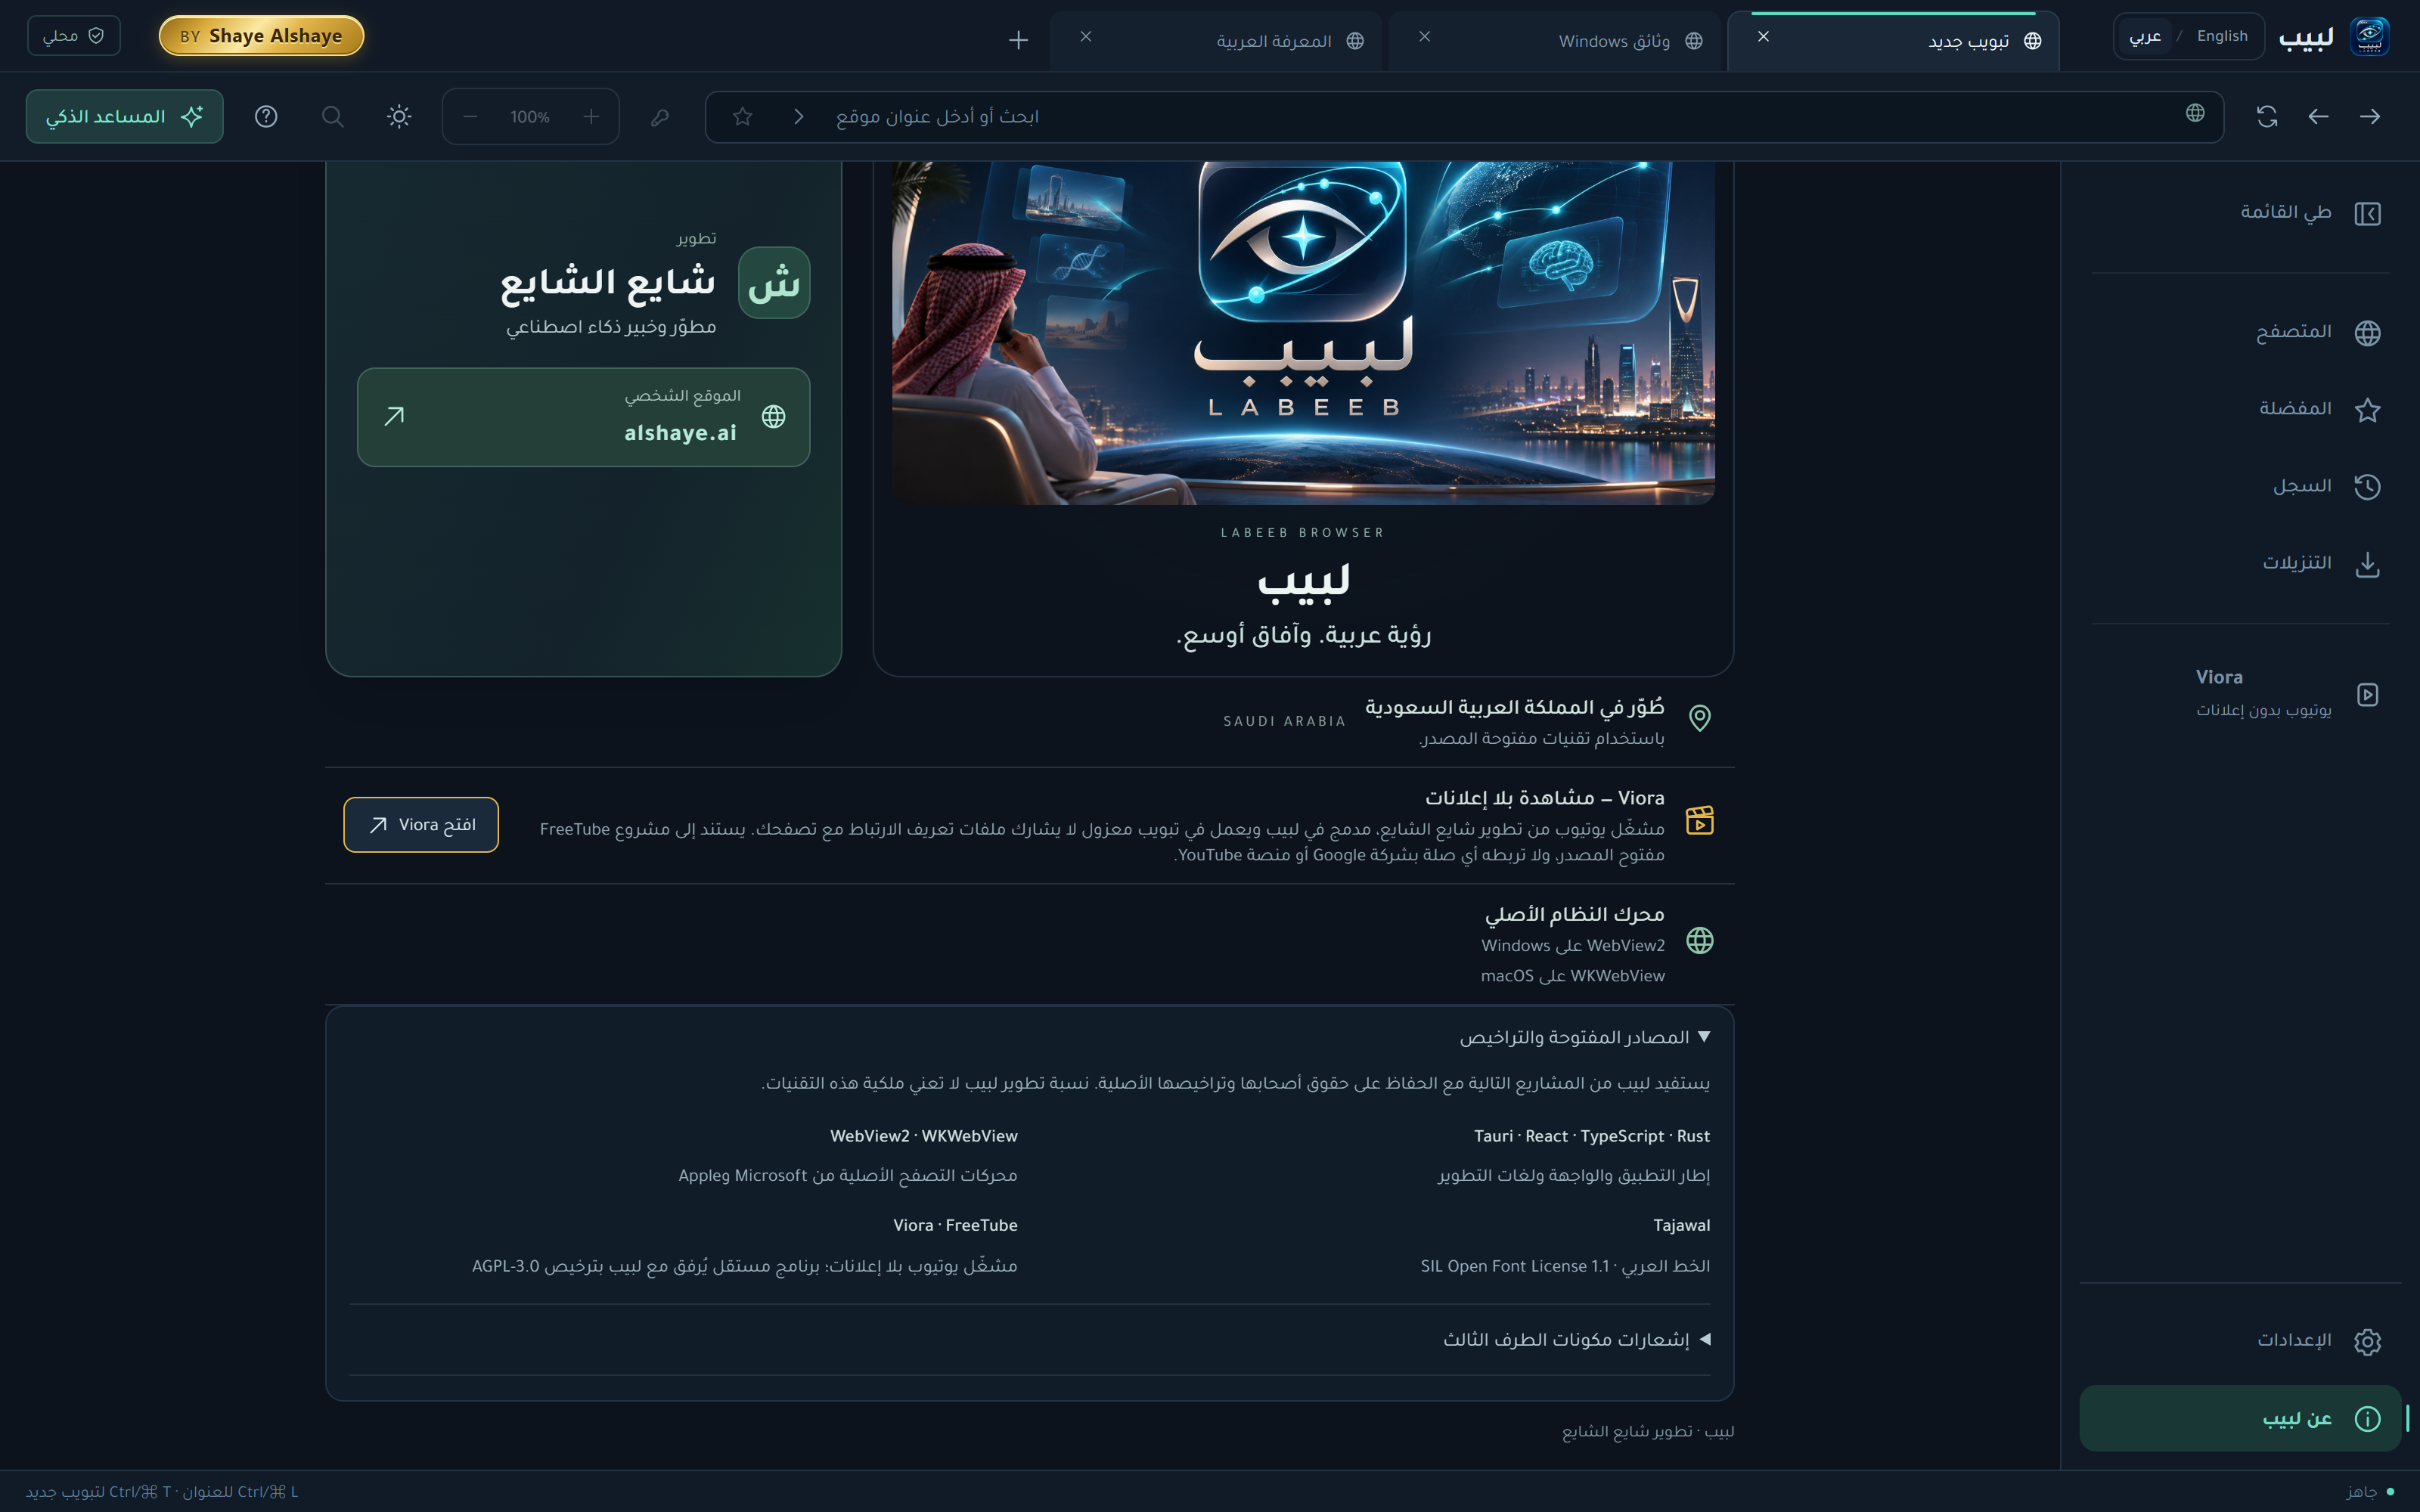 لبيب
English / عربي
تبويب جديد
وثائق Windows
المعرفة العربية
BY Shaye Alshaye
محلي
ابحث أو أدخل عنوان موقع
100%
المساعد الذكي
طي القائمة
المتصفح
المفضلة
السجل
التنزيلات
Viora
يوتيوب بدون إعلانات
الإعدادات
عن لبيب
لبيب
LABEEB
LABEEB BROWSER
لبيب
رؤية عربية. وآفاق أوسع.
تطوير
ش
شايع الشايع
مطوّر وخبير ذكاء اصطناعي
الموقع الشخصي
alshaye.ai
طُوّر في المملكة العربية السعودية SAUDI ARABIA
باستخدام تقنيات مفتوحة المصدر.
Viora — مشاهدة بلا إعلانات
مشغّل يوتيوب من تطوير شايع الشايع، مدمج في لبيب ويعمل في تبويب معزول لا يشارك ملفات تعريف الارتباط مع تصفحك. يستند إلى مشروع FreeTube
مفتوح المصدر، ولا تربطه أي صلة بشركة Google أو منصة YouTube.
افتح Viora
محرك النظام الأصلي
WebView2 على Windows
WKWebView على macOS
المصادر المفتوحة والتراخيص
يستفيد لبيب من المشاريع التالية مع الحفاظ على حقوق أصحابها وتراخيصها الأصلية. نسبة تطوير لبيب لا تعني ملكية هذه التقنيات.
Tauri · React · TypeScript · Rust
إطار التطبيق والواجهة ولغات التطوير
WebView2 · WKWebView
محركات التصفح الأصلية من Microsoft وApple
Tajawal
الخط العربي · SIL Open Font License 1.1
Viora · FreeTube
مشغّل يوتيوب بلا إعلانات؛ برنامج مستقل يُرفق مع لبيب بترخيص AGPL-3.0
إشعارات مكونات الطرف الثالث
لبيب · تطوير شايع الشايع
جاهز
Ctrl/⌘ L للعنوان · Ctrl/⌘ T لتبويب جديد